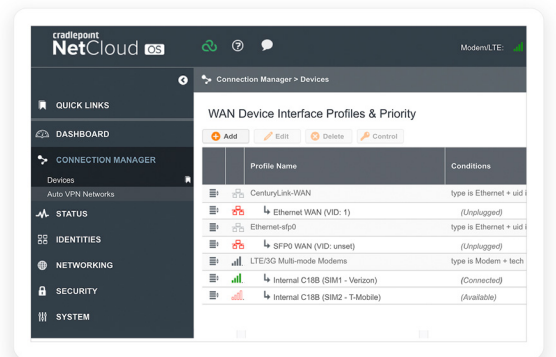 cradlepoint
NetCloud OS
Modem/LTE:
Connection Manager > Devices
QUICK LINKS
DASHBOARD
CONNECTION MANAGER
Devices
Auto VPN Networks
STATUS
IDENTITIES
NETWORKING
SECURITY
SYSTEM
WAN Device Interface Profiles & Priority
Add Edit Delete Control
Profile Name Conditions
CenturyLink-WAN type is Ethernet + uid i
Ethernet WAN (VID: 1) (Unplugged)
Ethernet-sfp0 type is Ethernet + uid i
SFP0 WAN (VID: unset) (Unplugged)
LTE/3G Multi-mode Modems type is Modem + tech
Internal C18B (SIM1 - Verizon) (Connected)
Internal C18B (SIM2 - T-Mobile) (Available)